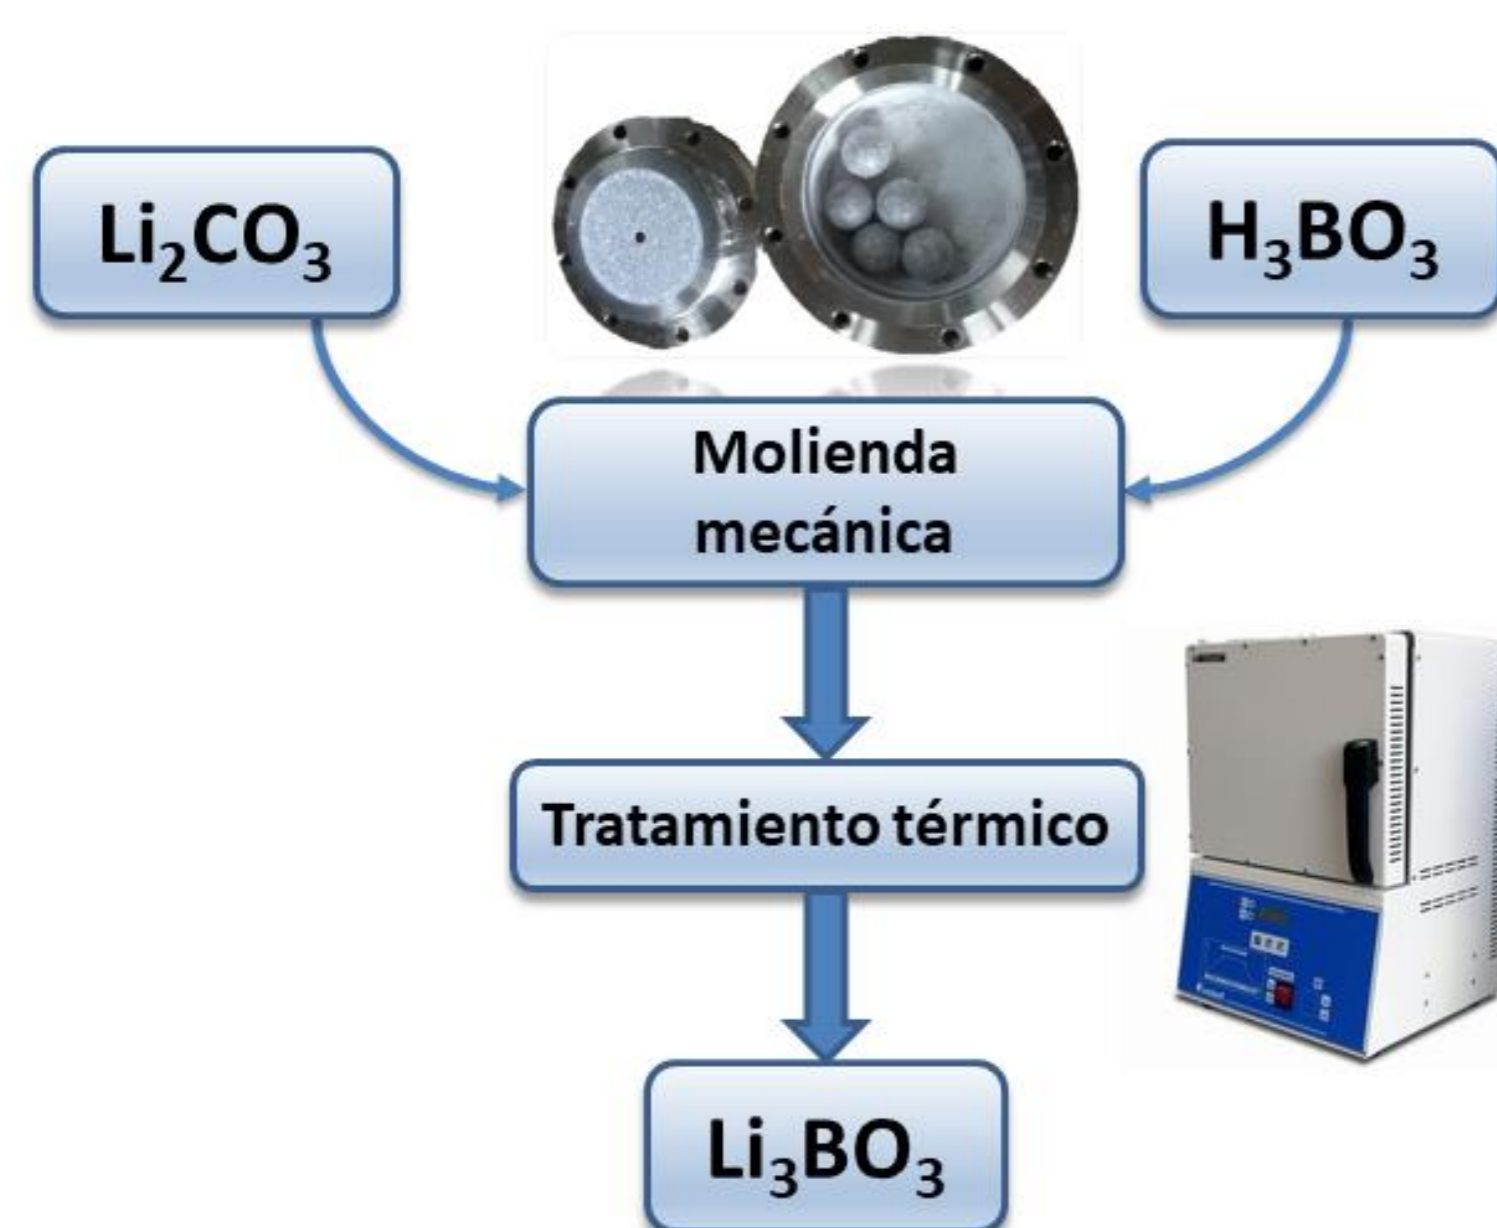 Li₂CO₃
H₃BO₃
Molienda
mecánica
Tratamiento térmico
Li₃BO₃